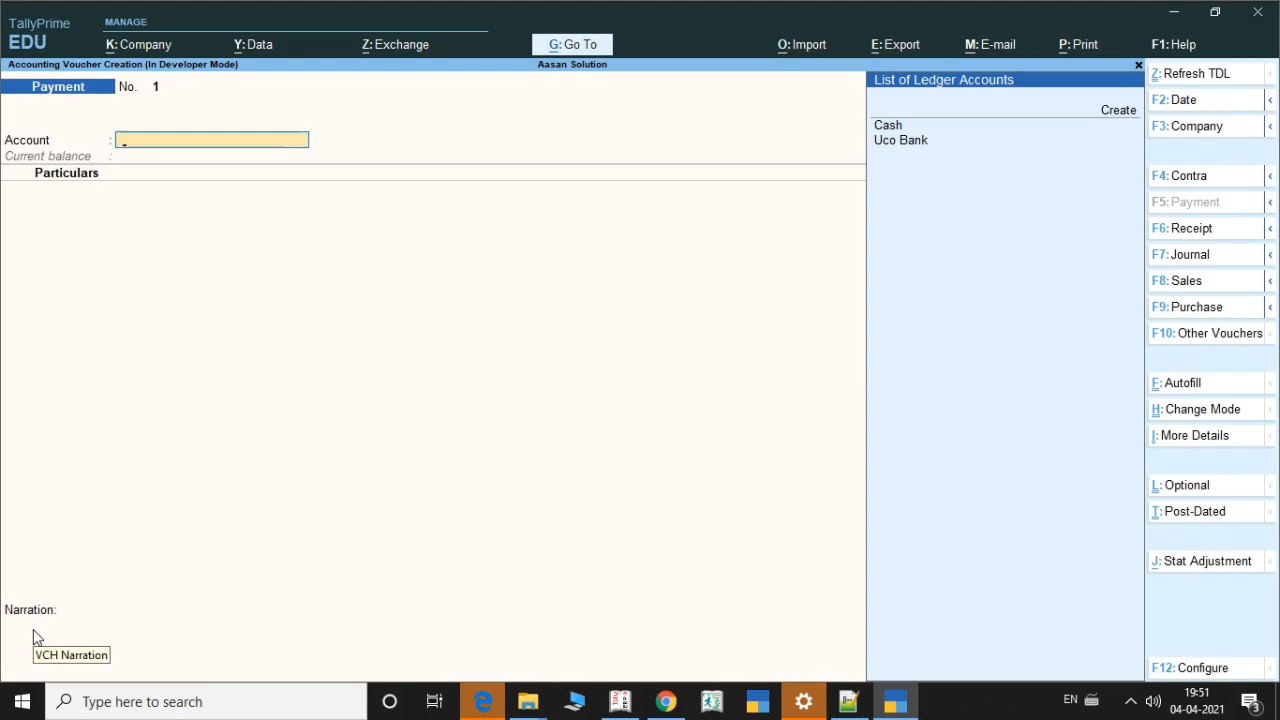 TallyPrime
EDU
MANAGE
K: Company
Y: Data
Z: Exchange
G: Go To
O: Import
E: Export
M: E-mail
P: Print
F1: Help
Accounting Voucher Creation (In Developer Mode)
Aasan Solution
Payment No. 1
Account :
Current balance :
Particulars
Narration:
VCH Narration
List of Ledger Accounts
Create
Cash
Uco Bank
Z: Refresh TDL
F2: Date
F3: Company
F4: Contra
F5: Payment
F6: Receipt
F7: Journal
F8: Sales
F9: Purchase
F10: Other Vouchers
F: Autofill
H: Change Mode
I: More Details
L: Optional
T: Post-Dated
J: Stat Adjustment
F12: Configure
Type here to search
EN
19:51
04-04-2021
3